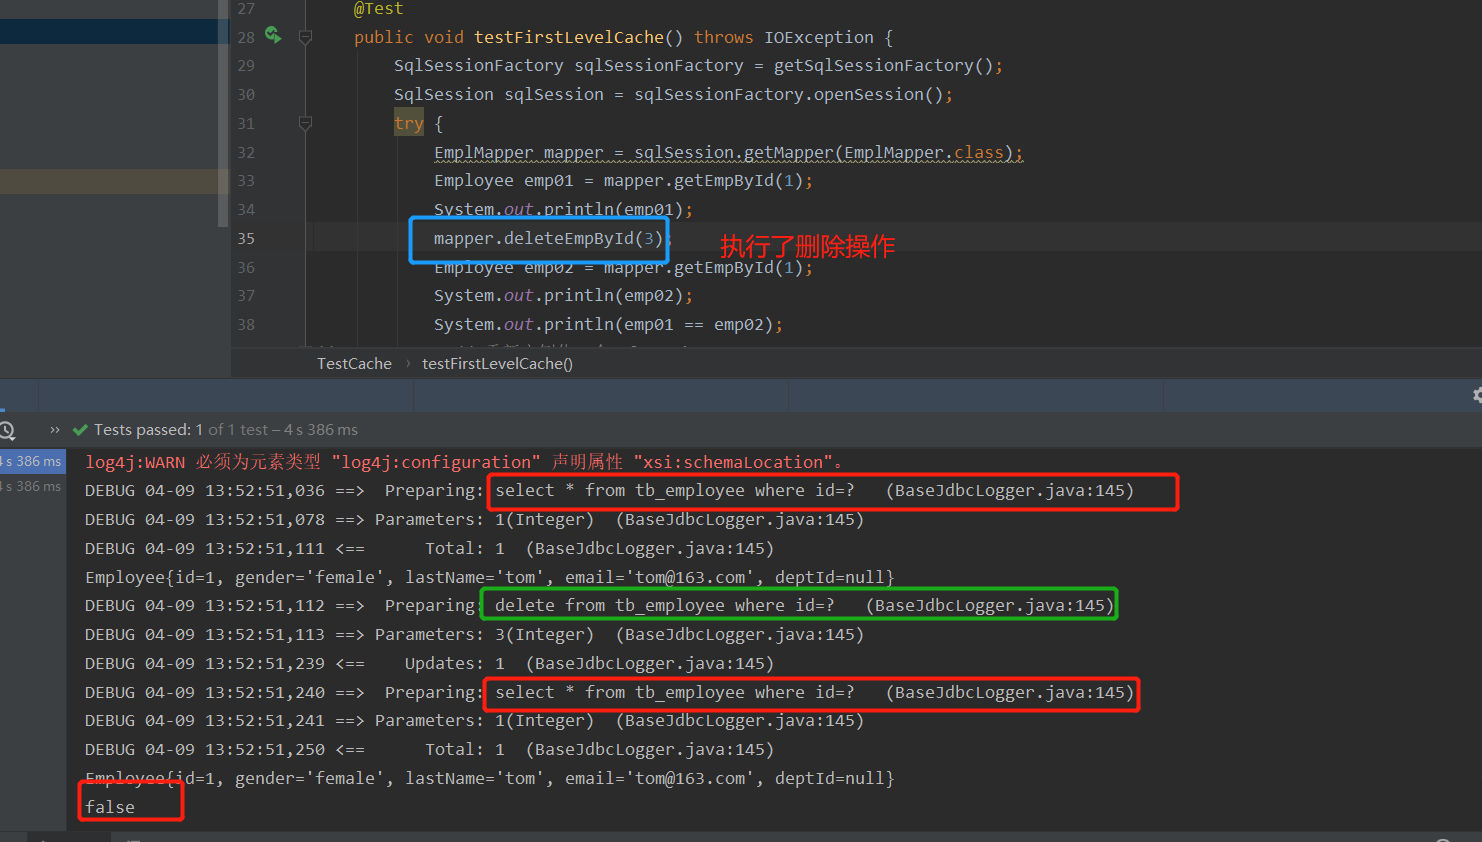 27 @Test
28 public void testFirstLevelCache() throws IOException {
29 SqlSessionFactory sqlSessionFactory = getSqlSessionFactory();
30 SqlSession sqlSession = sqlSessionFactory.openSession();
31 try {
32 EmplMapper mapper = sqlSession.getMapper(EmplMapper.class);
33 Employee emp01 = mapper.getEmpById(1);
34 System.out.println(emp01);
35 mapper.deleteEmpById(3); 执行了删除操作
36 Employee emp02 = mapper.getEmpById(1);
37 System.out.println(emp02);
38 System.out.println(emp01 == emp02);
TestCache › testFirstLevelCache()
» Tests passed: 1 of 1 test – 4 s 386 ms
4 s 386 ms
4 s 386 ms
log4j:WARN 必须为元素类型 "log4j:configuration" 声明属性 "xsi:schemaLocation"。
DEBUG 04-09 13:52:51,036 ==>  Preparing: select * from tb_employee where id=?   (BaseJdbcLogger.java:145)
DEBUG 04-09 13:52:51,078 ==> Parameters: 1(Integer)  (BaseJdbcLogger.java:145)
DEBUG 04-09 13:52:51,111 <==      Total: 1  (BaseJdbcLogger.java:145)
Employee{id=1, gender='female', lastName='tom', email='tom@163.com', deptId=null}
DEBUG 04-09 13:52:51,112 ==>  Preparing: delete from tb_employee where id=?   (BaseJdbcLogger.java:145)
DEBUG 04-09 13:52:51,113 ==> Parameters: 3(Integer)  (BaseJdbcLogger.java:145)
DEBUG 04-09 13:52:51,239 <==    Updates: 1  (BaseJdbcLogger.java:145)
DEBUG 04-09 13:52:51,240 ==>  Preparing: select * from tb_employee where id=?   (BaseJdbcLogger.java:145)
DEBUG 04-09 13:52:51,241 ==> Parameters: 1(Integer)  (BaseJdbcLogger.java:145)
DEBUG 04-09 13:52:51,250 <==      Total: 1  (BaseJdbcLogger.java:145)
Employee{id=1, gender='female', lastName='tom', email='tom@163.com', deptId=null}
false